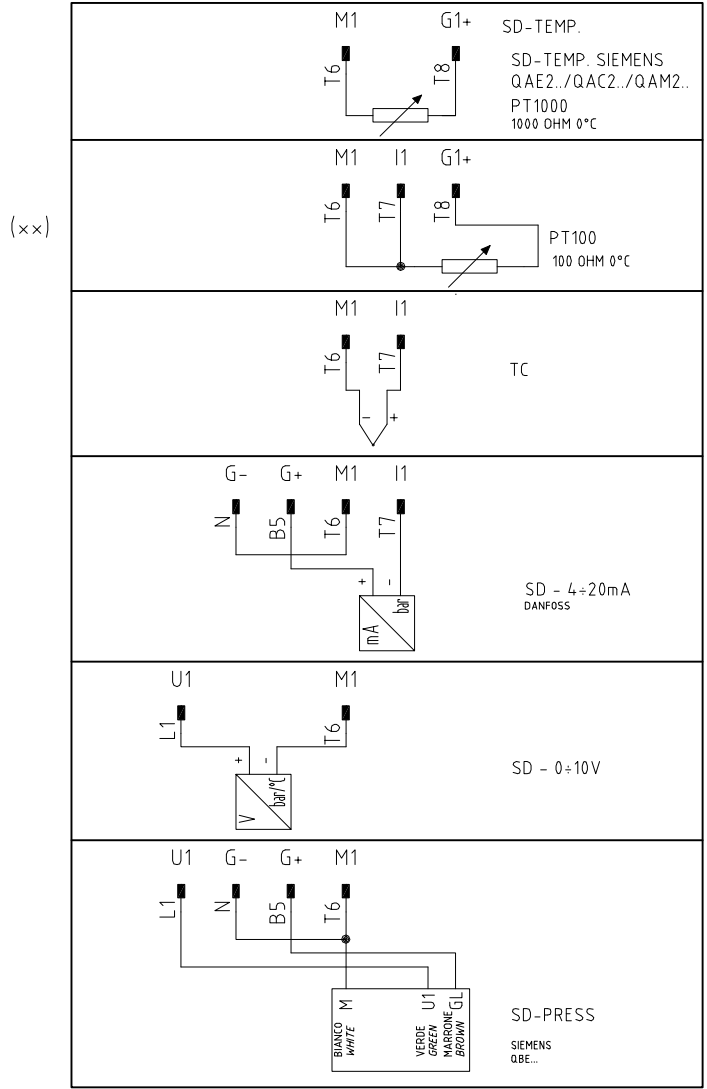 M1 G1+ SD-TEMP.
T6 T8 SD-TEMP. SIEMENS
QAE2../QAC2../QAM2..
PT1000
1000 OHM 0°C
(xx)
M1 I1 G1+
T6 T7 T8
PT100
100 OHM 0°C
M1 I1
T6 T7
TC
- +
G- G+ M1 I1
N B5 T6 T7
+ -
mA bar
SD - 4÷20mA
DANFOSS
U1 M1
L1 T6
+ -
V bar/°C
SD - 0÷10V
U1 G- G+ M1
L1 N B5 T6
M U1 GL
BIANCO VERDE MARRONE
WHITE GREEN BROWN
SD-PRESS
SIEMENS
QBE...